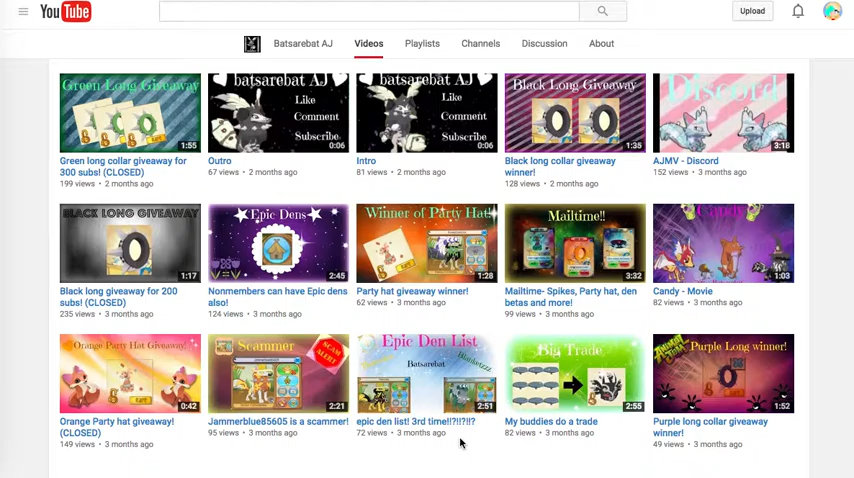 YouTube
Upload
Batsarebat AJ Videos Playlists Channels Discussion About
Green Long Giveaway
1:55
Green long collar giveaway for
300 subs! (CLOSED)
199 views • 2 months ago
batsarebat AJ
Like
Comment
Subscribe
0:06
Outro
67 views • 2 months ago
batsarebat AJ
Like
Comment
Subscribe
0:06
Intro
81 views • 2 months ago
Black Long Giveaway
1:35
Black long collar giveaway
winner!
128 views • 2 months ago
Discord
3:18
AJMV - Discord
152 views • 3 months ago
BLACK LONG GIVEAWAY
1:17
Black long giveaway for 200
subs! (CLOSED)
235 views • 3 months ago
Epic Dens
2:45
Nonmembers can have Epic dens
also!
124 views • 3 months ago
Winner of Party Hat!
1:28
Party hat giveaway winner!
62 views • 3 months ago
Mailtime!!
3:32
Mailtime- Spikes, Party hat, den
betas and more!
99 views • 3 months ago
Candy
1:03
Candy - Movie
82 views • 3 months ago
Orange Party Hat Giveaway!
0:42
Orange Party hat giveaway!
(CLOSED)
149 views • 3 months ago
Scammer
SCAM
ALERT
2:21
Jammerblue85605 is a scammer!
95 views • 3 months ago
Epic Den List
Batsarebat
Blanketzzz
2:51
epic den list! 3rd time!!?!!?!!?
72 views • 3 months ago
Big Trade
2:55
My buddies do a trade
82 views • 3 months ago
Purple Long winner!
1:52
Purple long collar giveaway
winner!
49 views • 3 months ago